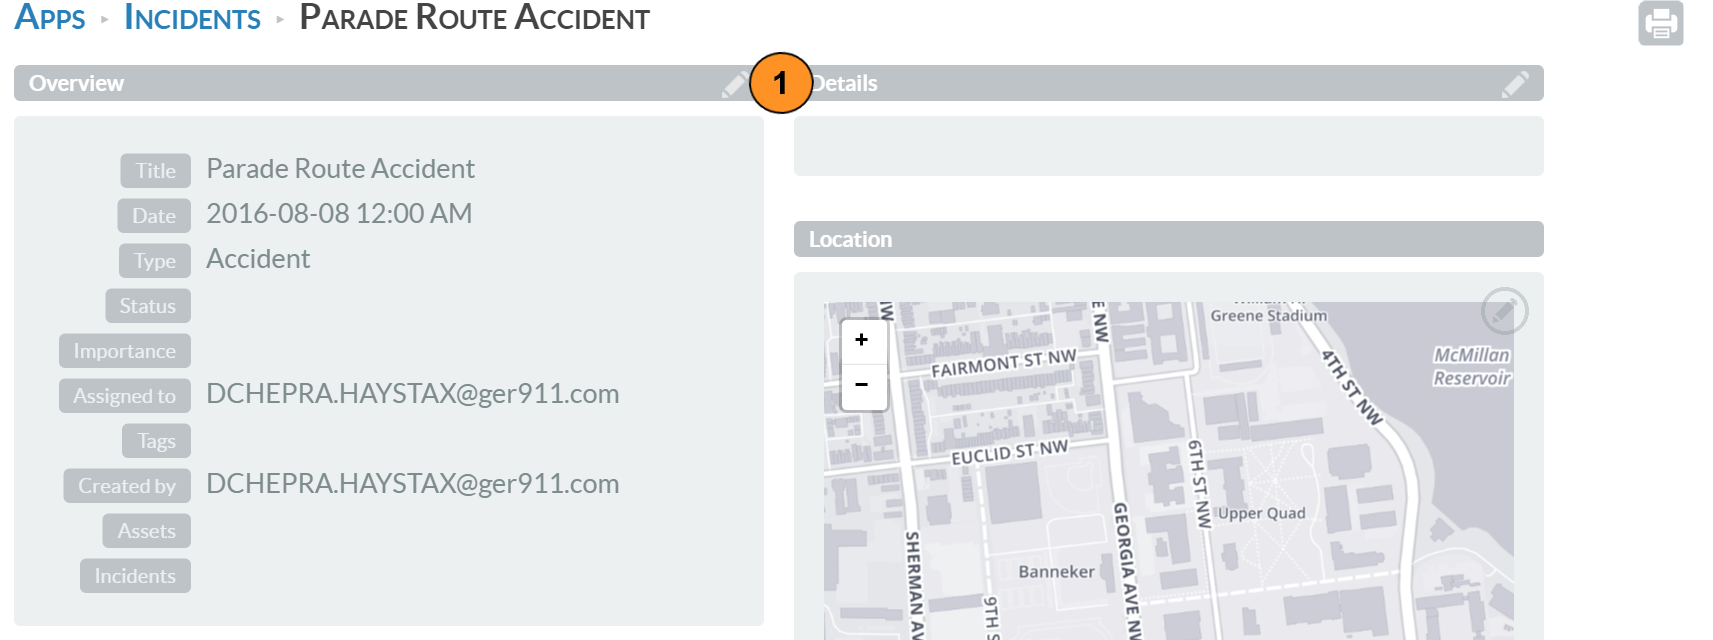 Apps ▸ Incidents ▸ Parade Route Accident
Overview
1
Details
Title Parade Route Accident
Date 2016-08-08 12:00 AM
Type Accident
Status
Importance
Assigned to DCHEPRA.HAYSTAX@ger911.com
Tags
Created by DCHEPRA.HAYSTAX@ger911.com
Assets
Incidents
Location
+
−
NW
E NW
Greene Stadium
FAIRMONT ST NW
4TH ST NW
McMillan
Reservoir
EUCLID ST NW
6TH ST NW
Upper Quad
GEORGIA AVE NW
SHERMAN AV
Banneker
9TH S